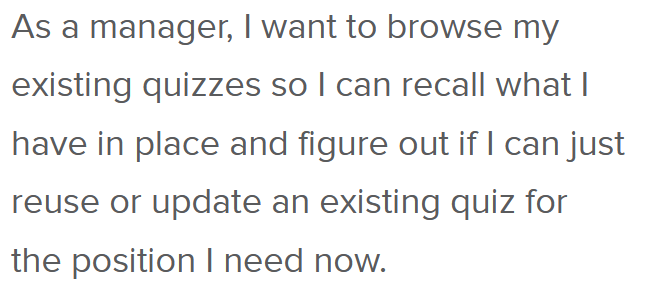 As a manager, I want to browse my
existing quizzes so I can recall what I
have in place and figure out if I can just
reuse or update an existing quiz for
the position I need now.